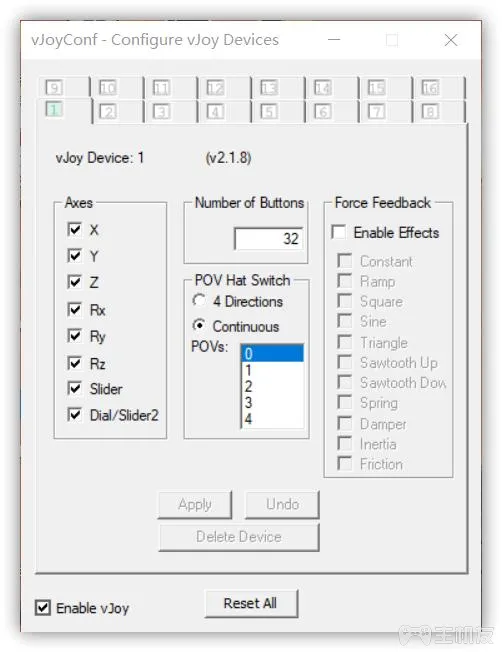 vJoyConf - Configure vJoy Devices
9 10 11 12 13 14 15 16
1 2 3 4 5 6 7 8
vJoy Device: 1 (v2.1.8)
Axes
X
Y
Z
Rx
Ry
Rz
Slider
Dial/Slider2
Number of Buttons
32
POV Hat Switch
4 Directions
Continuous
POVs:
0
1
2
3
4
Force Feedback
Enable Effects
Constant
Ramp
Square
Sine
Triangle
Sawtooth Up
Sawtooth Dow
Spring
Damper
Inertia
Friction
Apply Undo
Delete Device
Enable vJoy Reset All
主机友